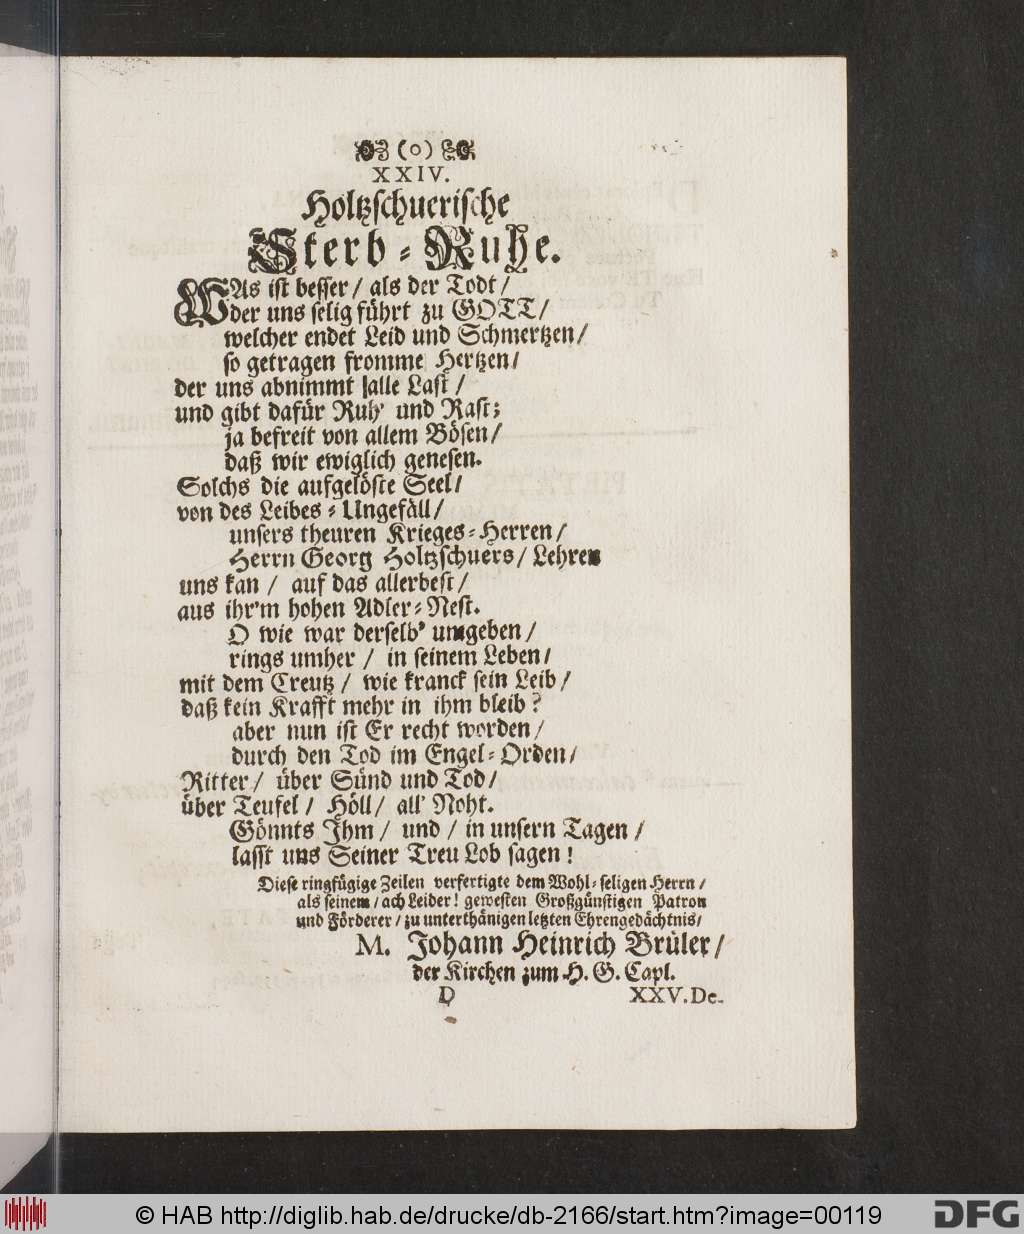 (o)
XXIV.
Holtzschuerische
Sterb-Ruhe.
WAs ist besser/ als der Todt/
der uns selig führt zu GOTT/
welcher endet Leid und Schmertzen/
so getragen fromme Hertzen/
der uns abnimmt alle Last/
und gibt dafür Ruh' und Rast;
ja befreit von allem Bösen/
daß wir ewiglich genesen.
Solchs die aufgelöste Seel/
von des Leibes-Ungefäll/
unsers theuren Krieges-Herren/
Herrn Georg Holtzschuers/ Lehren
uns kan/ auf das allerbest/
aus ihr'm hohen Adler-Nest.
O wie war derselb' umgeben/
rings umher/ in seinem Leben/
mit dem Creutz/ wie kranck sein Leib/
daß kein Krafft mehr in ihm bleib?
aber nun ist Er recht worden/
durch den Tod im Engel-Orden/
Ritter/ über Sünd und Tod/
über Teufel/ Höll/ all' Noht.
Gönnts Jhm/ und/ in unsern Tagen/
lasst uns Seiner Treu Lob sagen!
Diese ringfügige Zeilen verfertigte dem Wohl-seligen Herrn/
als seinem/ ach Leider! gewesten Großgünstigen Patron
und Förderer/ zu unterthänigen letzten Ehrengedächtnis/
M. Johann Heinrich Brüler/
der Kirchen zum H. G. Capl.
D XXV. De-
© HAB http://diglib.hab.de/drucke/db-2166/start.htm?image=00119
DFG